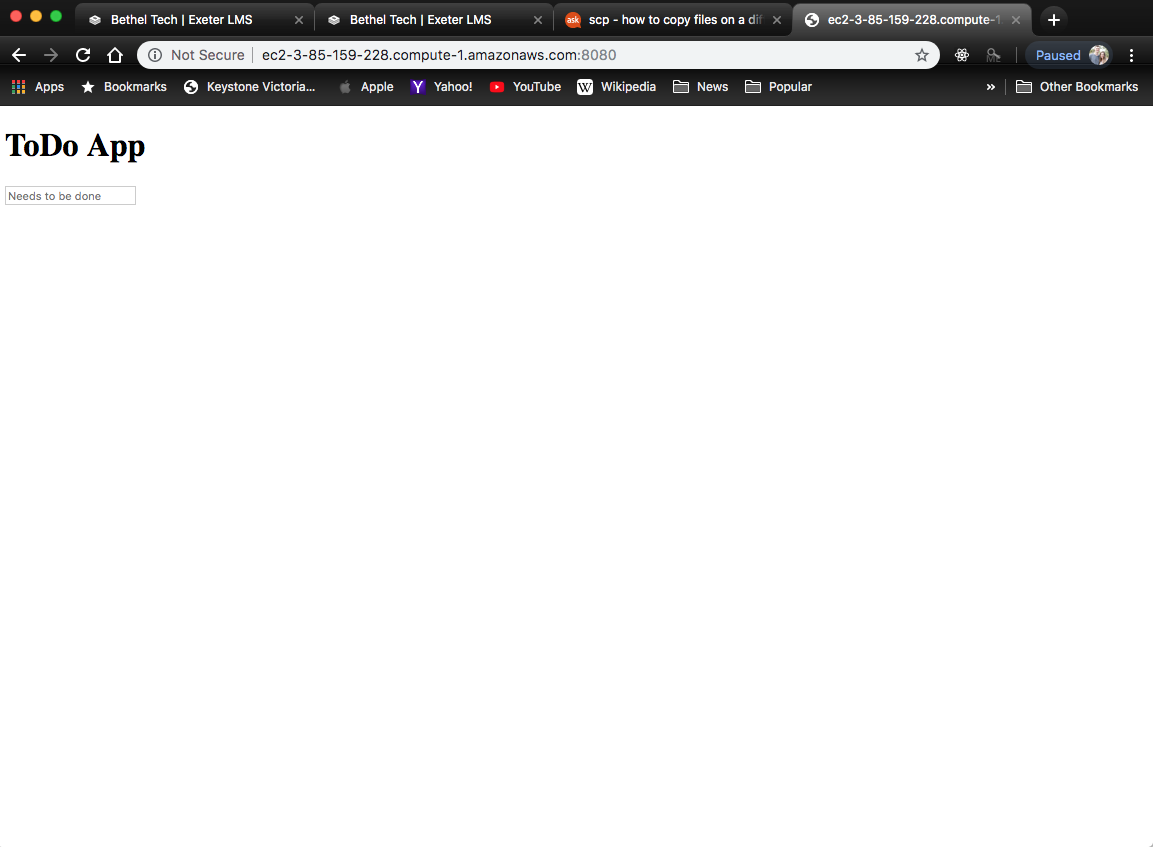 Bethel Tech | Exeter LMS
Bethel Tech | Exeter LMS
ask scp - how to copy files on a dif
ec2-3-85-159-228.compute-1
Not Secure ec2-3-85-159-228.compute-1.amazonaws.com:8080
Paused
Apps Bookmarks Keystone Victoria... Apple Y Yahoo! YouTube W Wikipedia News Popular » Other Bookmarks
ToDo App
Needs to be done